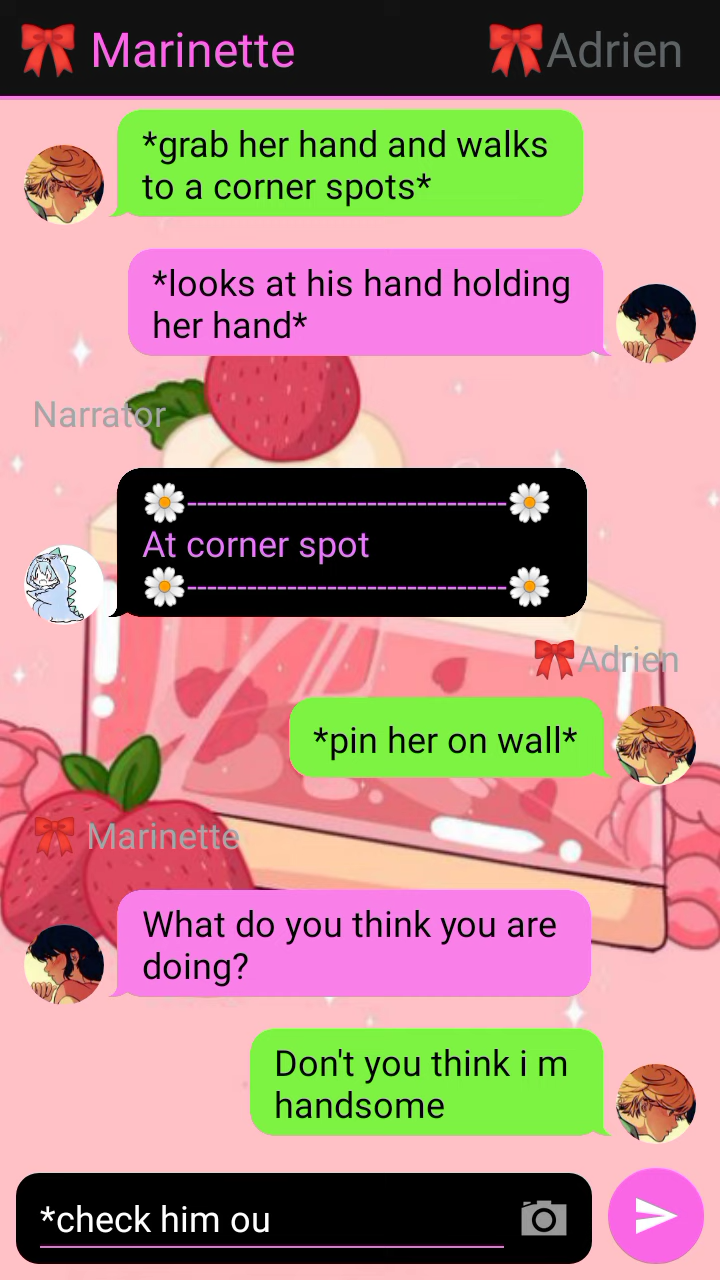 🎀 Marinette 🎀Adrien
*grab her hand and walks
to a corner spots*
*looks at his hand holding
her hand*
Narrator
🌼-----------------------------🌼
At corner spot
🌼-----------------------------🌼
🎀Adrien
*pin her on wall*
🎀 Marinette
What do you think you are
doing?
Don't you think i m
handsome
*check him ou